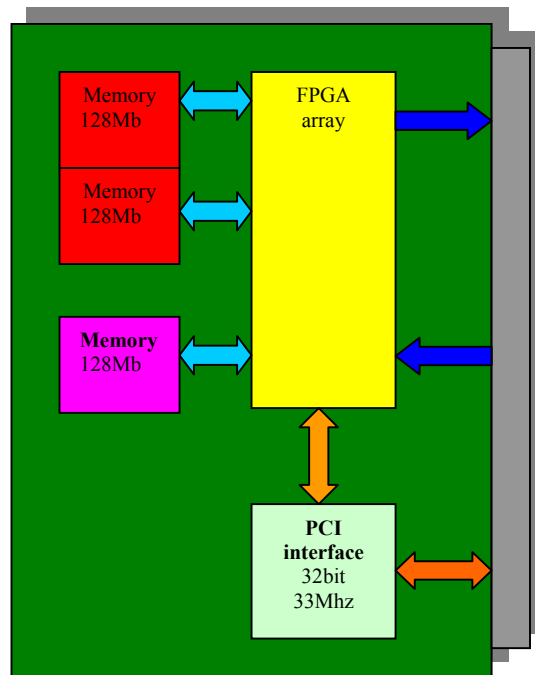 Memory
128Mb
Memory
128Mb
Memory
128Mb
FPGA
array
PCI
interface
32bit
33Mhz